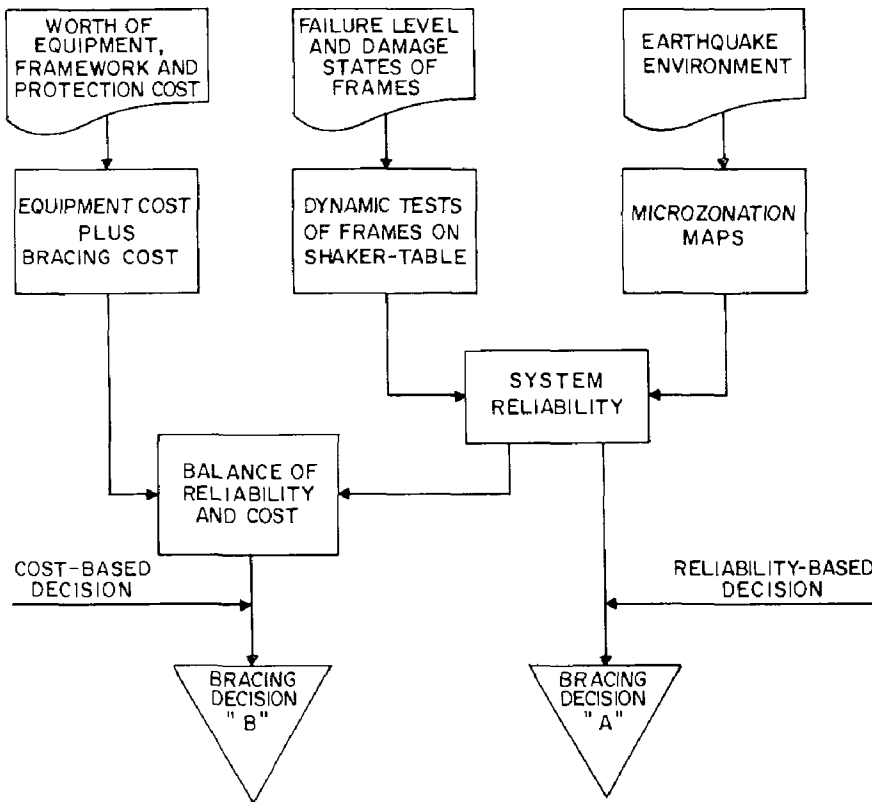 WORTH OF
EQUIPMENT,
FRAMEWORK AND
PROTECTION COST
FAILURE LEVEL
AND DAMAGE
STATES OF
FRAMES
EARTHQUAKE
ENVIRONMENT
EQUIPMENT COST
PLUS
BRACING COST
DYNAMIC TESTS
OF FRAMES ON
SHAKER-TABLE
MICROZONATION
MAPS
SYSTEM
RELIABILITY
BALANCE OF
RELIABILITY
AND COST
COST-BASED
DECISION
RELIABILITY-BASED
DECISION
BRACING
DECISION
"B"
BRACING
DECISION
"A"